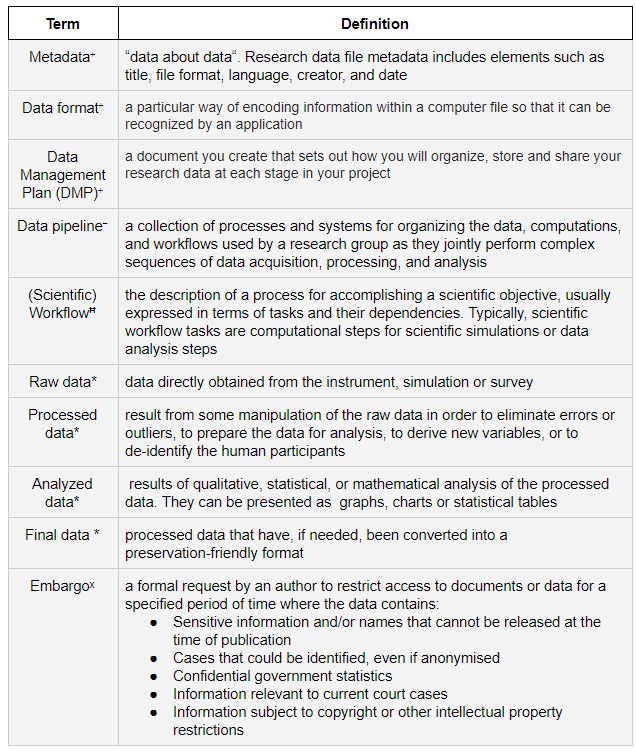 Term Definition
Metadata⁺ “data about data“. Research data file metadata includes elements such as
title, file format, language, creator, and date
Data format⁺ a particular way of encoding information within a computer file so that it can be
recognized by an application
Data
Management
Plan (DMP)⁺
a document you create that sets out how you will organize, store and share your
research data at each stage in your project
Data pipeline⁻ a collection of processes and systems for organizing the data, computations,
and workflows used by a research group as they jointly perform complex
sequences of data acquisition, processing, and analysis
(Scientific)
Workflow^Ħ
the description of a process for accomplishing a scientific objective, usually
expressed in terms of tasks and their dependencies. Typically, scientific
workflow tasks are computational steps for scientific simulations or data
analysis steps
Raw data* data directly obtained from the instrument, simulation or survey
Processed
data*
result from some manipulation of the raw data in order to eliminate errors or
outliers, to prepare the data for analysis, to derive new variables, or to
de-identify the human participants
Analyzed
data*
results of qualitative, statistical, or mathematical analysis of the processed
data. They can be presented as graphs, charts or statistical tables
Final data * processed data that have, if needed, been converted into a
preservation-friendly format
Embargoˣ a formal request by an author to restrict access to documents or data for a
specified period of time where the data contains:
● Sensitive information and/or names that cannot be released at the
time of publication
● Cases that could be identified, even if anonymised
● Confidential government statistics
● Information relevant to current court cases
● Information subject to copyright or other intellectual property
restrictions